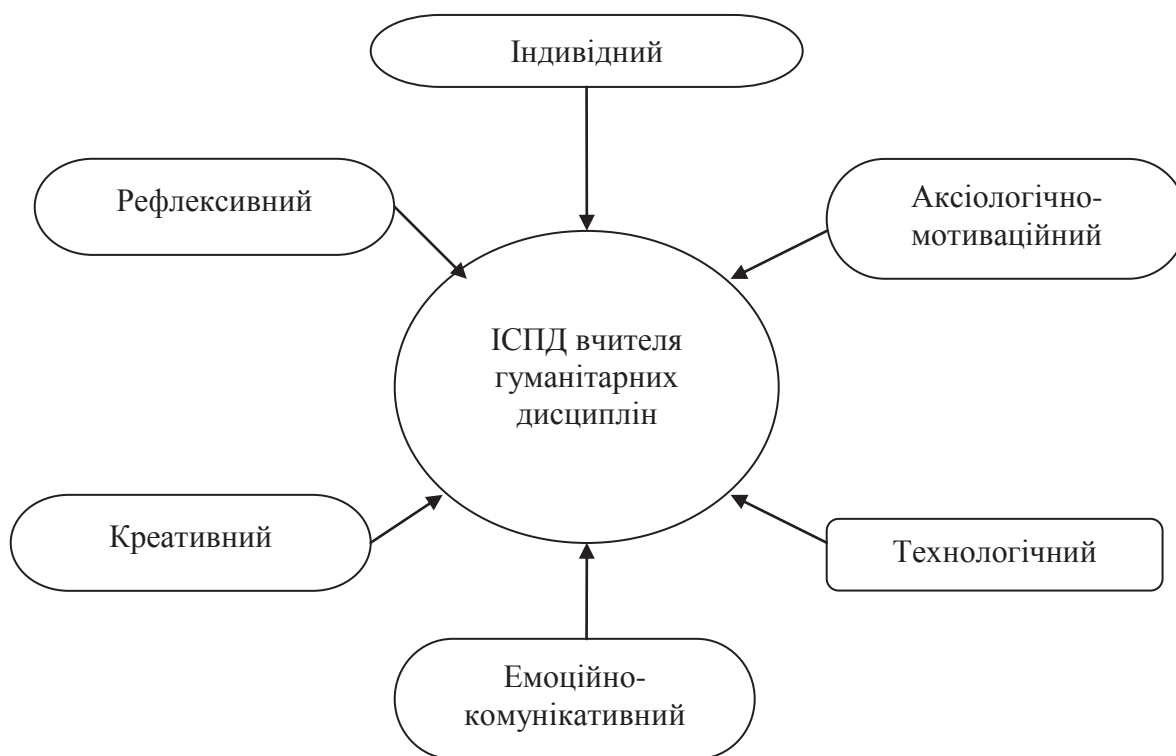 Індивідний
Рефлексивний
Аксіологічно-
мотиваційний
ІСПД вчителя
гуманітарних
дисциплін
Креативний
Технологічний
Емоційно-
комунікативний